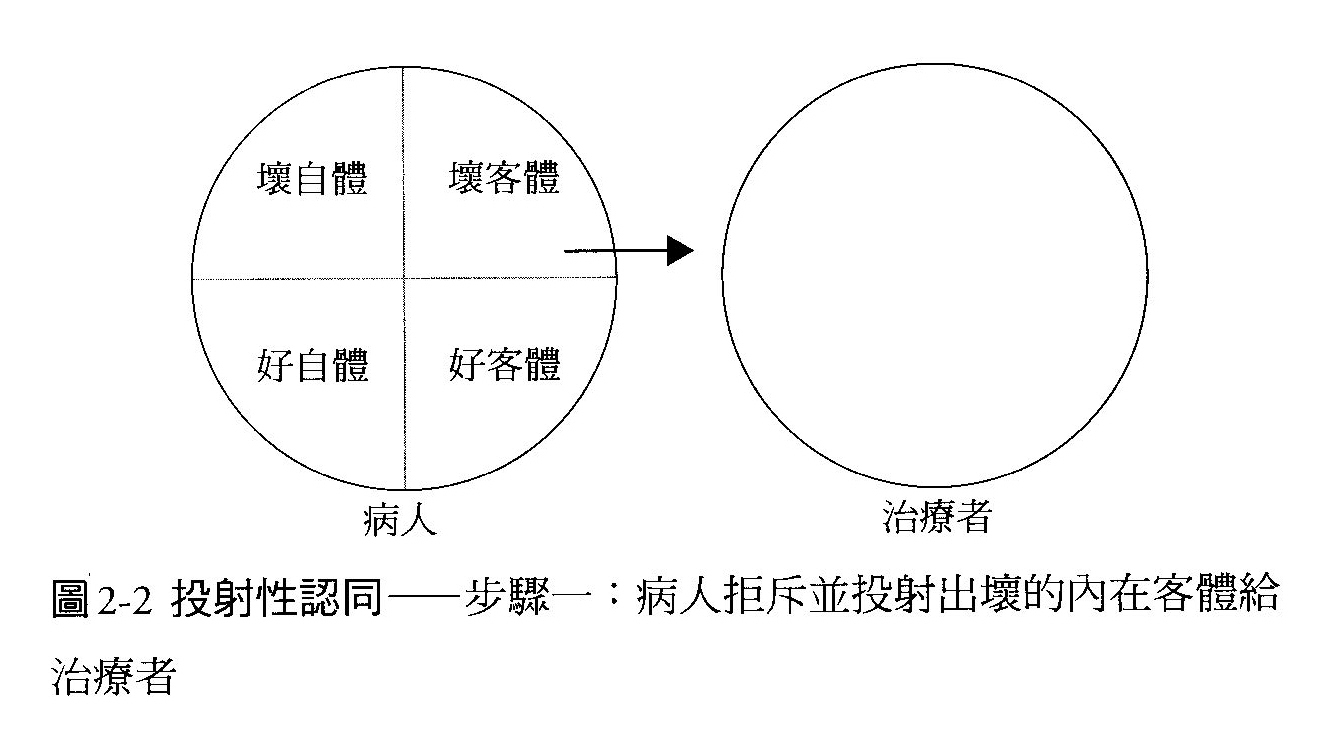 壞自體
壞客體
好自體
好客體
病人
治療者
圖2-2 投射性認同——步驟一：病人拒斥並投射出壞的內在客體給
治療者